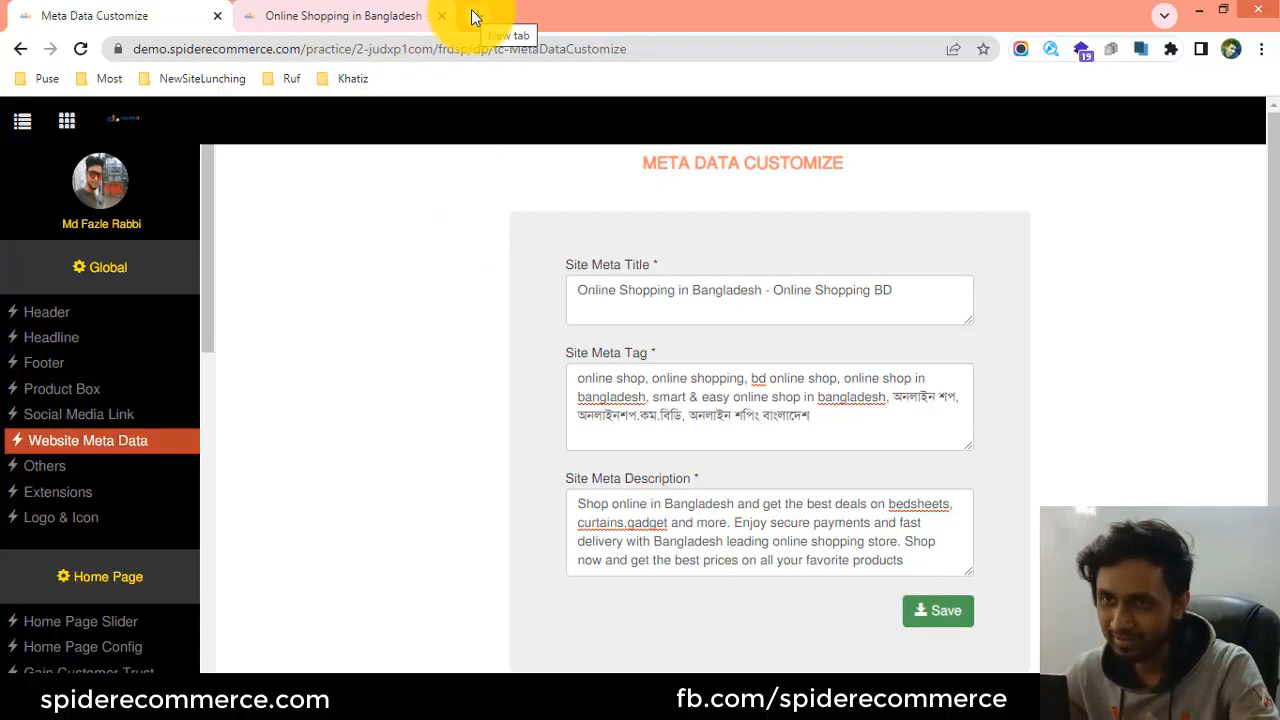 Meta Data Customize
Online Shopping in Bangladesh -
New tab
demo.spiderecommerce.com/practice/2-judxp1com/frdsp/dp/tc-MetaDataCustomize
19
Puse
Most
NewSiteLunching
Ruf
Khatiz
Md Fazle Rabbi
Global
Header
Headline
Footer
Product Box
Social Media Link
Website Meta Data
Others
Extensions
Logo & Icon
Home Page
Home Page Slider
Home Page Config
Gain Customer Trust
META DATA CUSTOMIZE
Site Meta Title *
Online Shopping in Bangladesh - Online Shopping BD
Site Meta Tag *
online shop, online shopping, bd online shop, online shop in
bangladesh, smart & easy online shop in bangladesh, অনলাইন শপ,
অনলাইনশপ.কম.বিডি, অনলাইন শপিং বাংলাদেশ
Site Meta Description *
Shop online in Bangladesh and get the best deals on bedsheets,
curtains,gadget and more. Enjoy secure payments and fast
delivery with Bangladesh leading online shopping store. Shop
now and get the best prices on all your favorite products
Save
spiderecommerce.com
fb.com/spiderecommerce